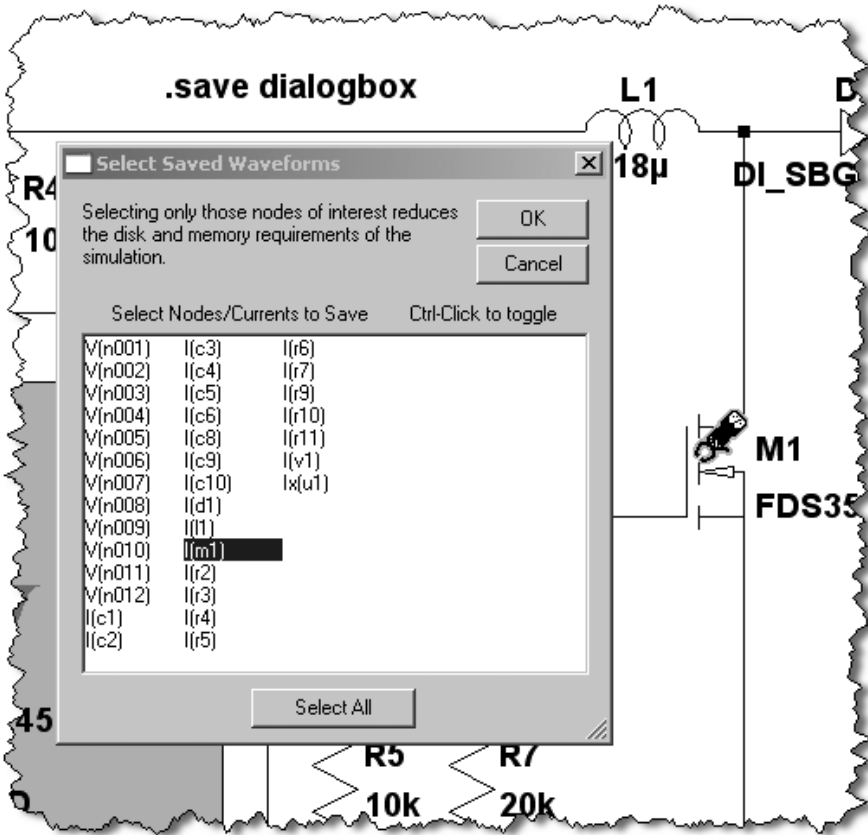 .save dialogbox
L1
D
18µ
DI_SBG
R4
10
Select Saved Waveforms
Selecting only those nodes of interest reduces
the disk and memory requirements of the
simulation.
OK
Cancel
Select Nodes/Currents to Save Ctrl-Click to toggle
V(n001) I(c3) I(r6)
V(n002) I(c4) I(r7)
V(n003) I(c5) I(r9)
V(n004) I(c6) I(r10)
V(n005) I(c8) I(r11)
V(n006) I(c9) I(v1)
V(n007) I(c10) Ix(u1)
V(n008) I(d1)
V(n009) I(l1)
V(n010) I(m1)
V(n011) I(r2)
V(n012) I(r3)
I(c1) I(r4)
I(c2) I(r5)
Select All
M1
FDS35
45
D
R5 R7
10k 20k